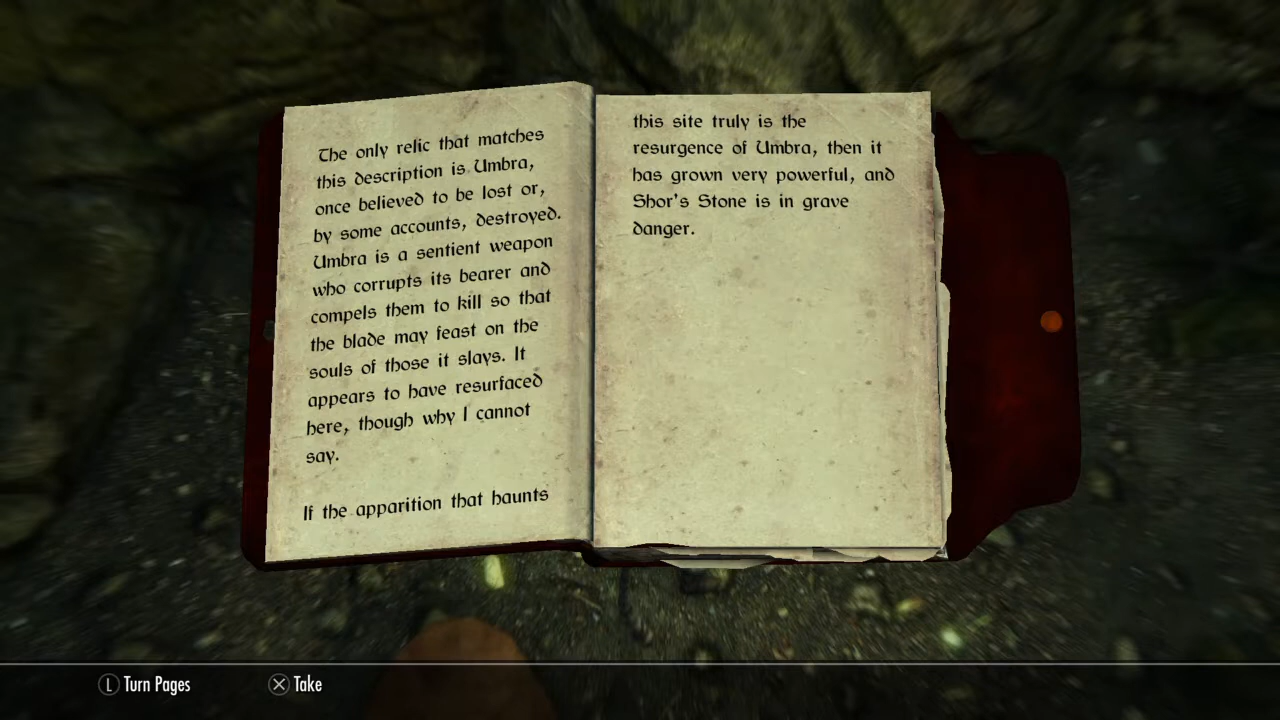 The only relic that matches
this description is Umbra,
once believed to be lost or,
by some accounts, destroyed.
Umbra is a sentient weapon
who corrupts its bearer and
compels them to kill so that
the blade may feast on the
souls of those it slays. It
appears to have resurfaced
here, though why I cannot
say.
If the apparition that haunts
this site truly is the
resurgence of Umbra, then it
has grown very powerful, and
Shor's Stone is in grave
danger.
L Turn Pages
X Take